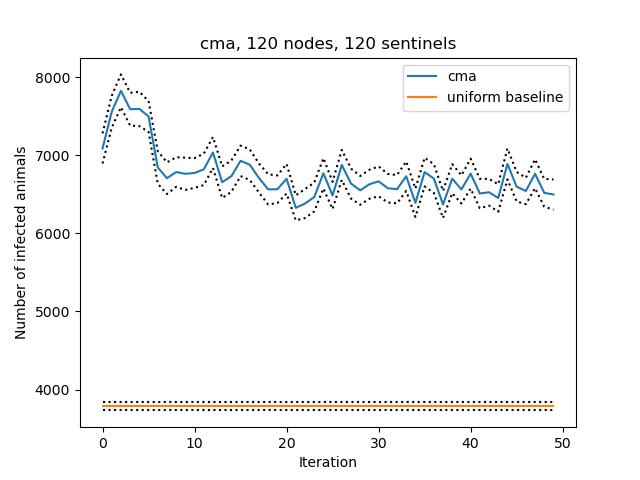 cma, 120 nodes, 120 sentinels
cma
uniform baseline
8000
7000
6000
5000
4000
Number of infected animals
0 10 20 30 40 50
Iteration